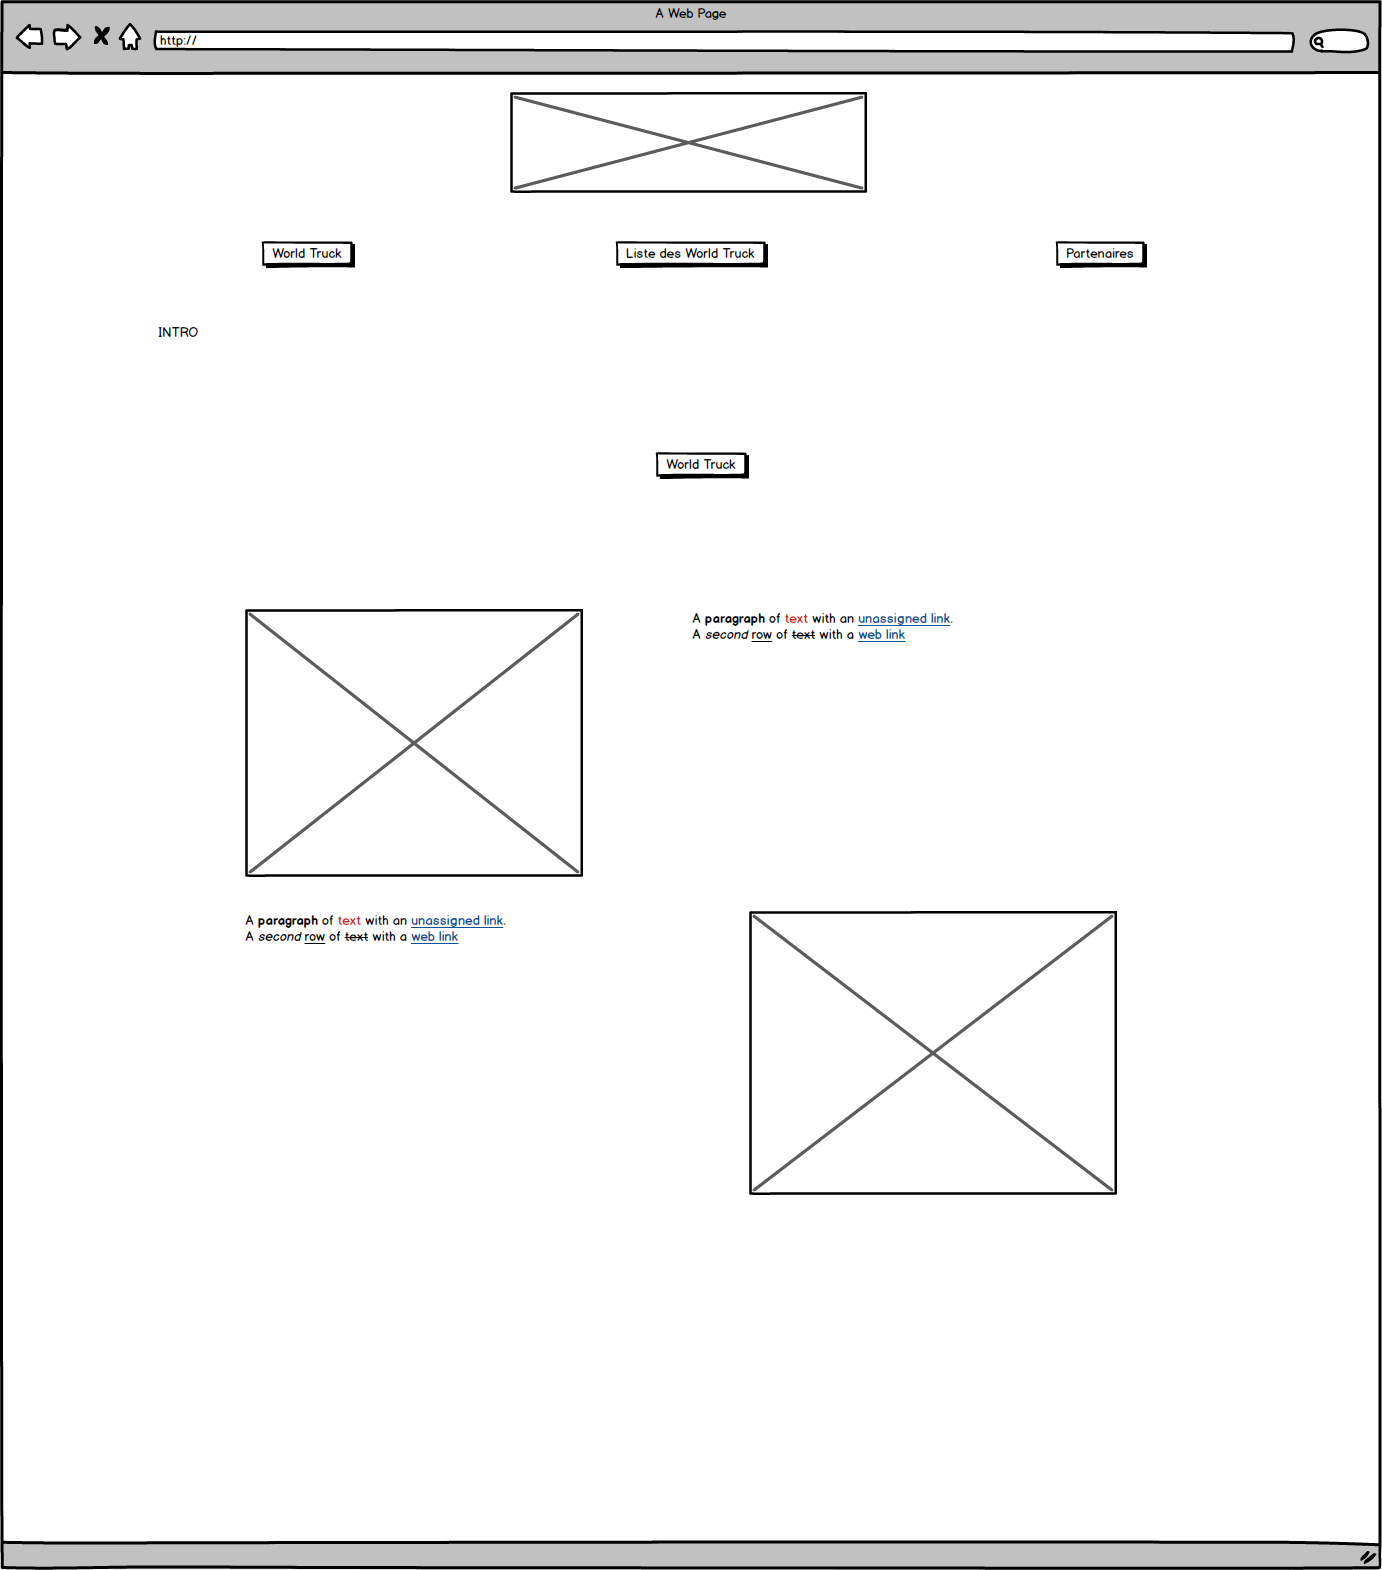 A Web Page
http://
World Truck
Liste des World Truck
Partenaires
INTRO
World Truck
A paragraph of text with an unassigned link.
A second row of text with a web link
A paragraph of text with an unassigned link.
A second row of text with a web link